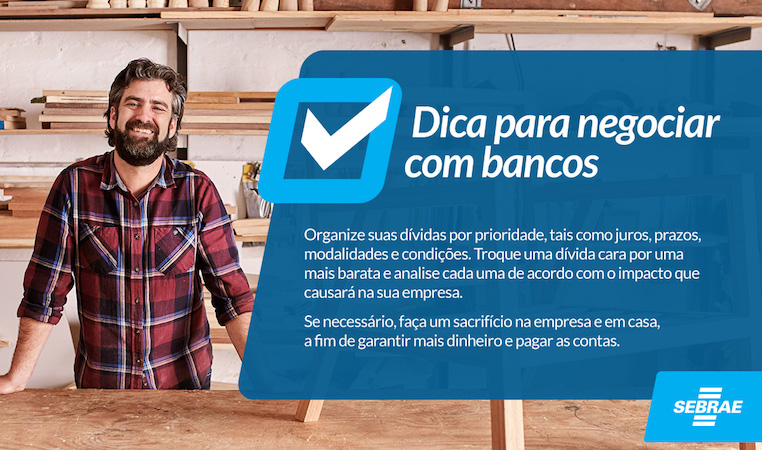 Dica para negociar
com bancos
Organize suas dívidas por prioridade, tais como juros, prazos,
modalidades e condições. Troque uma dívida cara por uma
mais barata e analise cada uma de acordo com o impacto que
causará na sua empresa.
Se necessário, faça um sacrifício na empresa e em casa,
a fim de garantir mais dinheiro e pagar as contas.
SEBRAE